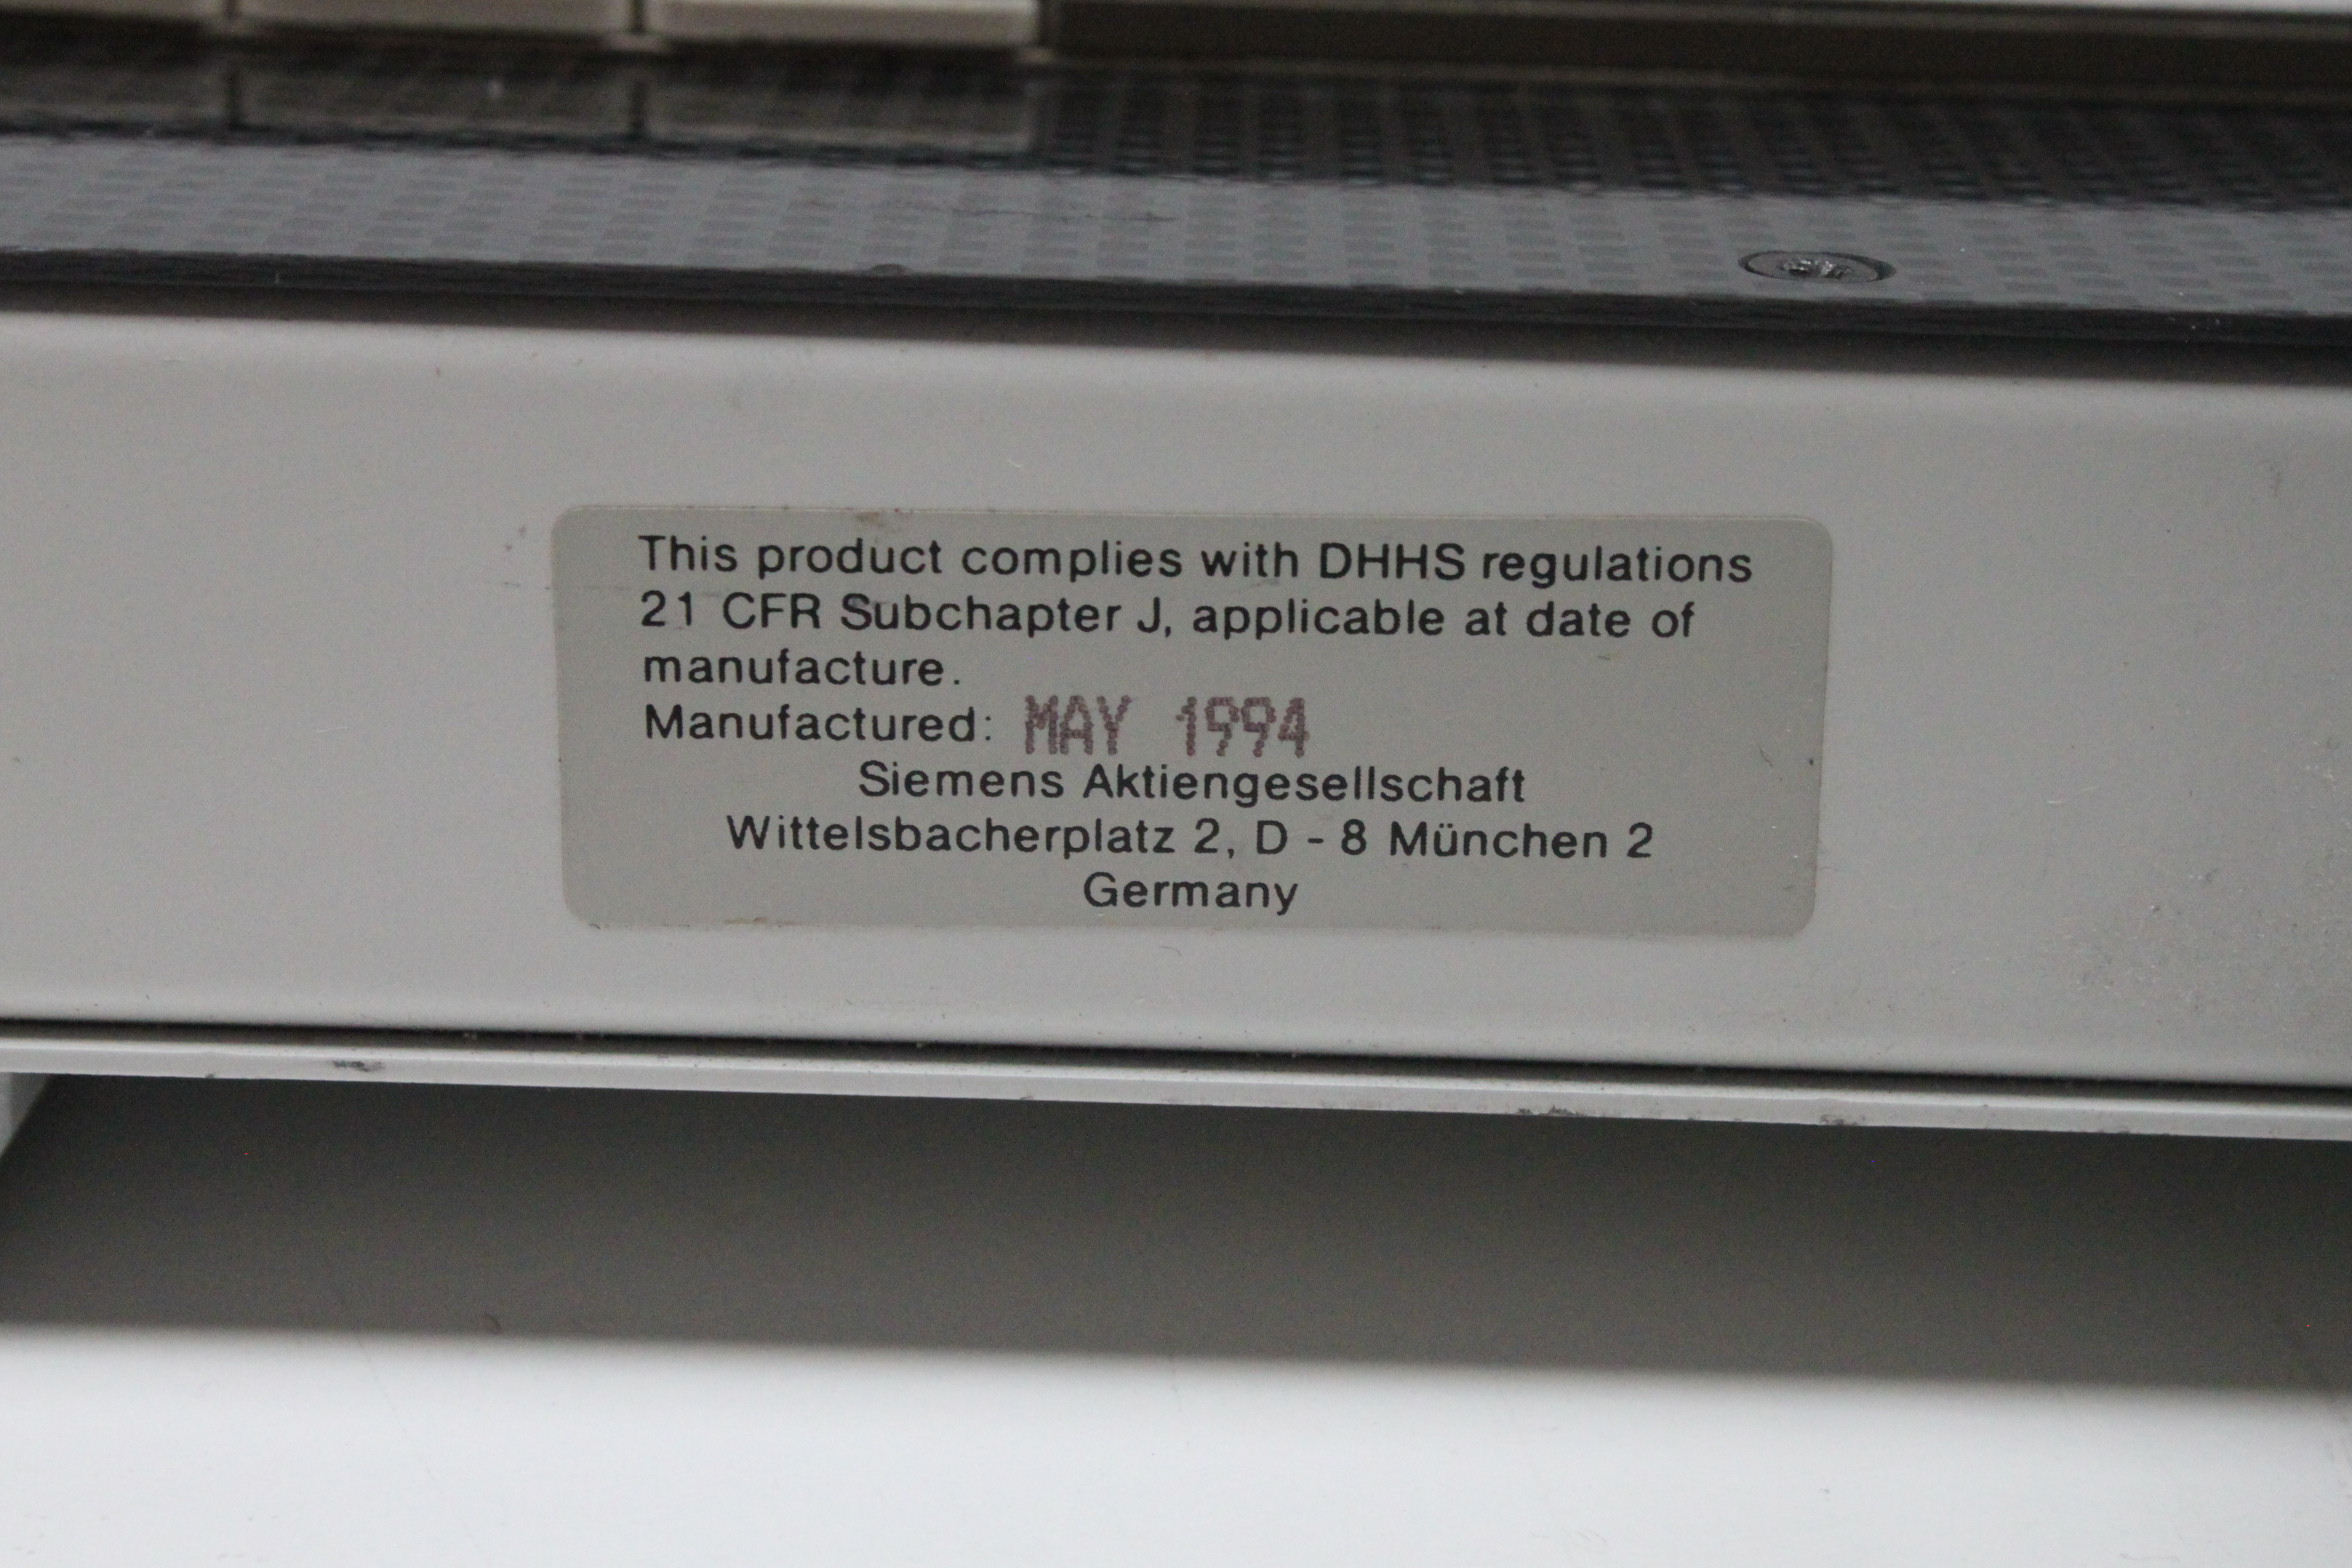 This product complies with DHHS regulations
21 CFR Subchapter J, applicable at date of
manufacture.
Manufactured: MAY 1994
Siemens Aktiengesellschaft
Wittelsbacherplatz 2, D - 8 München 2
Germany